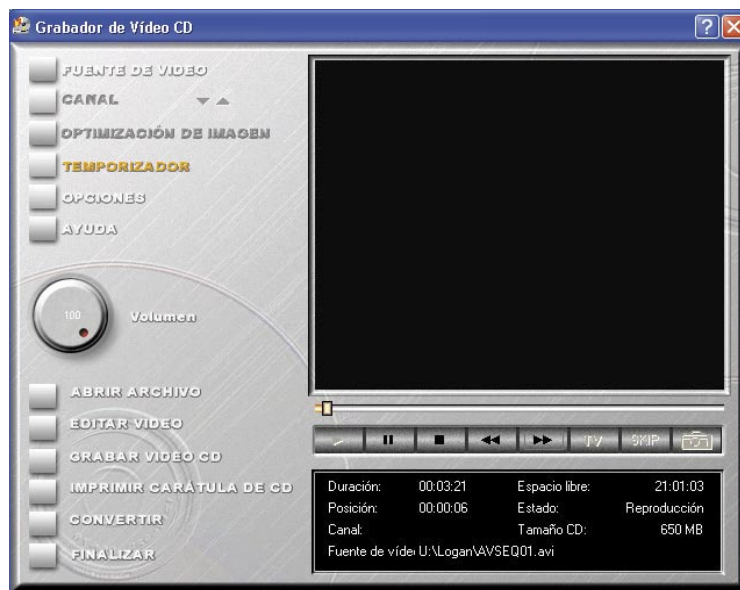 Grabador de Vídeo CD
FUENTE DE VIDEO
CANAL
OPTIMIZACIÓN DE IMAGEN
TEMPORIZADOR
OPCIONES
AYUDA
100
Volumen
ABRIR ARCHIVO
EDITAR VIDEO
GRABAR VIDEO CD
IMPRIMIR CARÁTULA DE CD
CONVERTIR
FINALIZAR
TV SKIP
Duración: 00:03:21 Espacio libre: 21:01:03
Posición: 00:00:06 Estado: Reproducción
Canal: Tamaño CD: 650 MB
Fuente de víde U:\Logan\AVSEQ01.avi